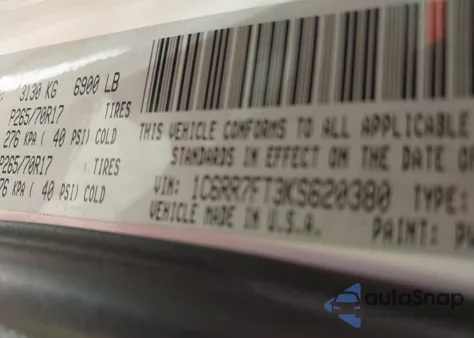 3130 KG 6900 LB
P265/70R17 TIRES
276 KPA ( 40 PSI) COLD
P265/70R17 TIRES
276 KPA ( 40 PSI) COLD
THIS VEHICLE CONFORMS TO ALL APPLICABLE
STANDARDS IN EFFECT ON THE DATE OF
VIN: 1C6RR7FT3KS620380 TYPE:
VEHICLE MADE IN U.S.A. PAINT:
autoSnap